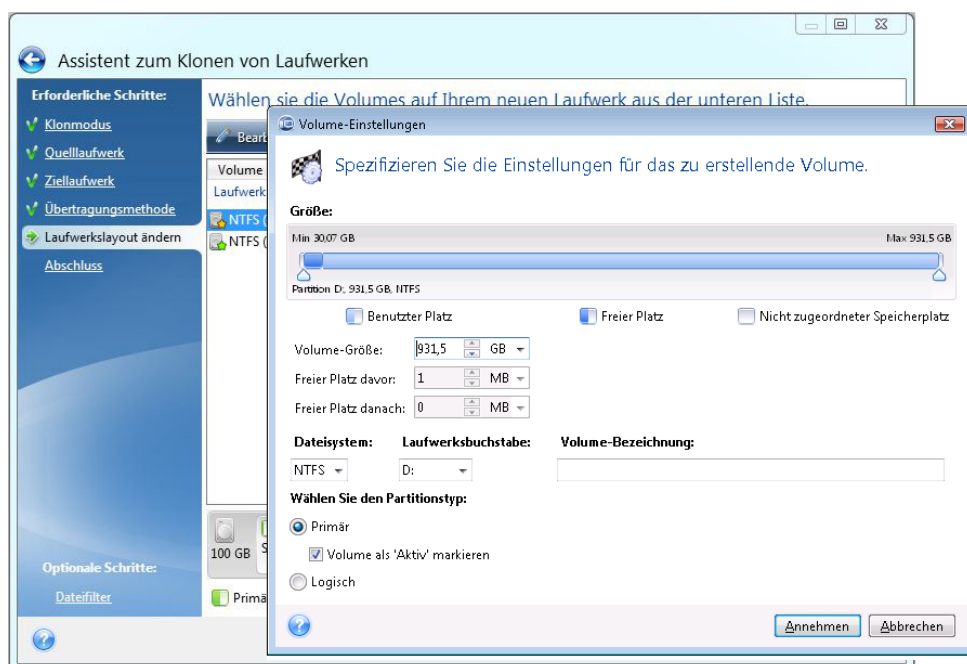 Assistent zum Klonen von Laufwerken
Erforderliche Schritte:
Klonmodus
Quelllaufwerk
Ziellaufwerk
Übertragungsmethode
Laufwerkslayout ändern
Abschluss
Optionale Schritte:
Dateifilter
Wählen sie die Volumes auf Ihrem neuen Laufwerk aus der unteren Liste.
Volume
Laufwerk
NTFS (
NTFS (
100 GB
Volume-Einstellungen
Spezifizieren Sie die Einstellungen für das zu erstellende Volume.
Größe:
Min 30,07 GB Max 931,5 GB
Partition D:, 931,5 GB, NTFS
Benutzter Platz Freier Platz Nicht zugeordneter Speicherplatz
Volume-Größe: 931,5 GB
Freier Platz davor: 1 MB
Freier Platz danach: 0 MB
Dateisystem: Laufwerksbuchstabe: Volume-Bezeichnung:
NTFS D:
Wählen Sie den Partitionstyp:
Primär
Volume als 'Aktiv' markieren
Logisch
Annehmen Abbrechen